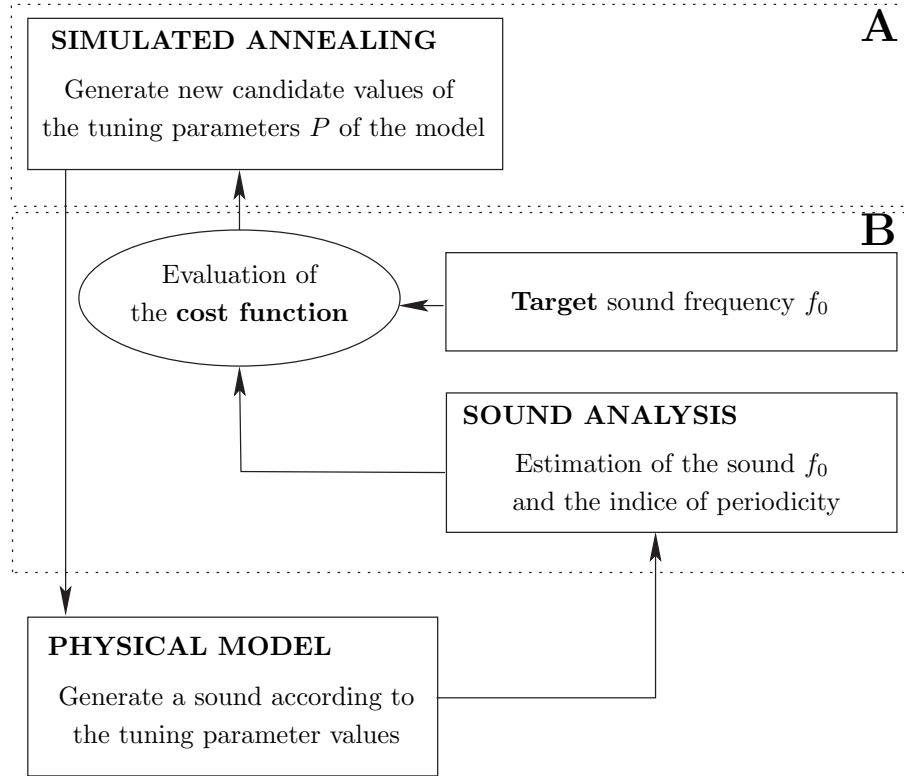 A
SIMULATED ANNEALING
Generate new candidate values of
the tuning parameters P of the model
B
Evaluation of
the cost function
Target sound frequency f₀
SOUND ANALYSIS
Estimation of the sound f₀
and the indice of periodicity
PHYSICAL MODEL
Generate a sound according to
the tuning parameter values